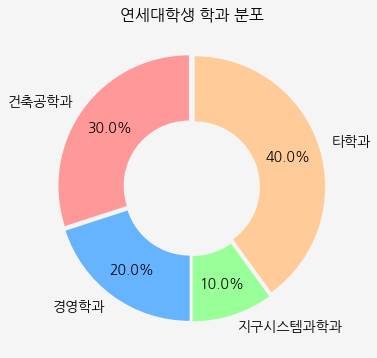 연세대학생 학과 분포
건축공학과
30.0%
타학과
40.0%
20.0%
경영학과
10.0%
지구시스템과학과